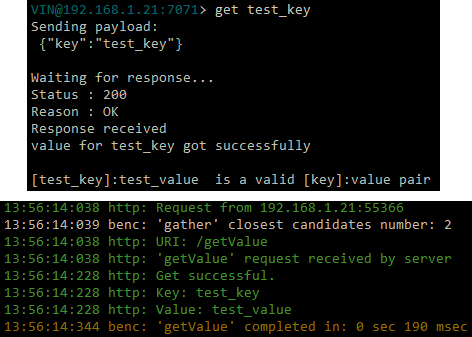 VIN@192.168.1.21:7071> get test_key
Sending payload:
{"key":"test_key"}
Waiting for response...
Status : 200
Reason : OK
Response received
value for test_key got successfully
[test_key]:test_value  is a valid [key]:value pair
13:56:14:038 http: Request from 192.168.1.21:55366
13:56:14:039 benc: 'gather' closest candidates number: 2
13:56:14:038 http: URI: /getValue
13:56:14:038 http: 'getValue' request received by server
13:56:14:228 http: Get successful.
13:56:14:228 http: Key: test_key
13:56:14:228 http: Value: test_value
13:56:14:344 benc: 'getValue' completed in: 0 sec 190 msec